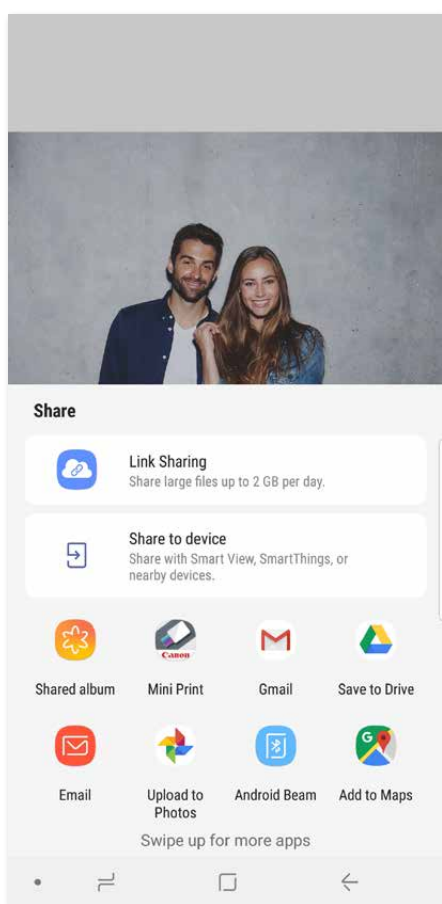 Share
Link Sharing
Share large files up to 2 GB per day.
Share to device
Share with Smart View, SmartThings, or
nearby devices.
Canon
Shared album
Mini Print
Gmail
Save to Drive
G
Email
Upload to
Photos
Android Beam
Add to Maps
Swipe up for more apps